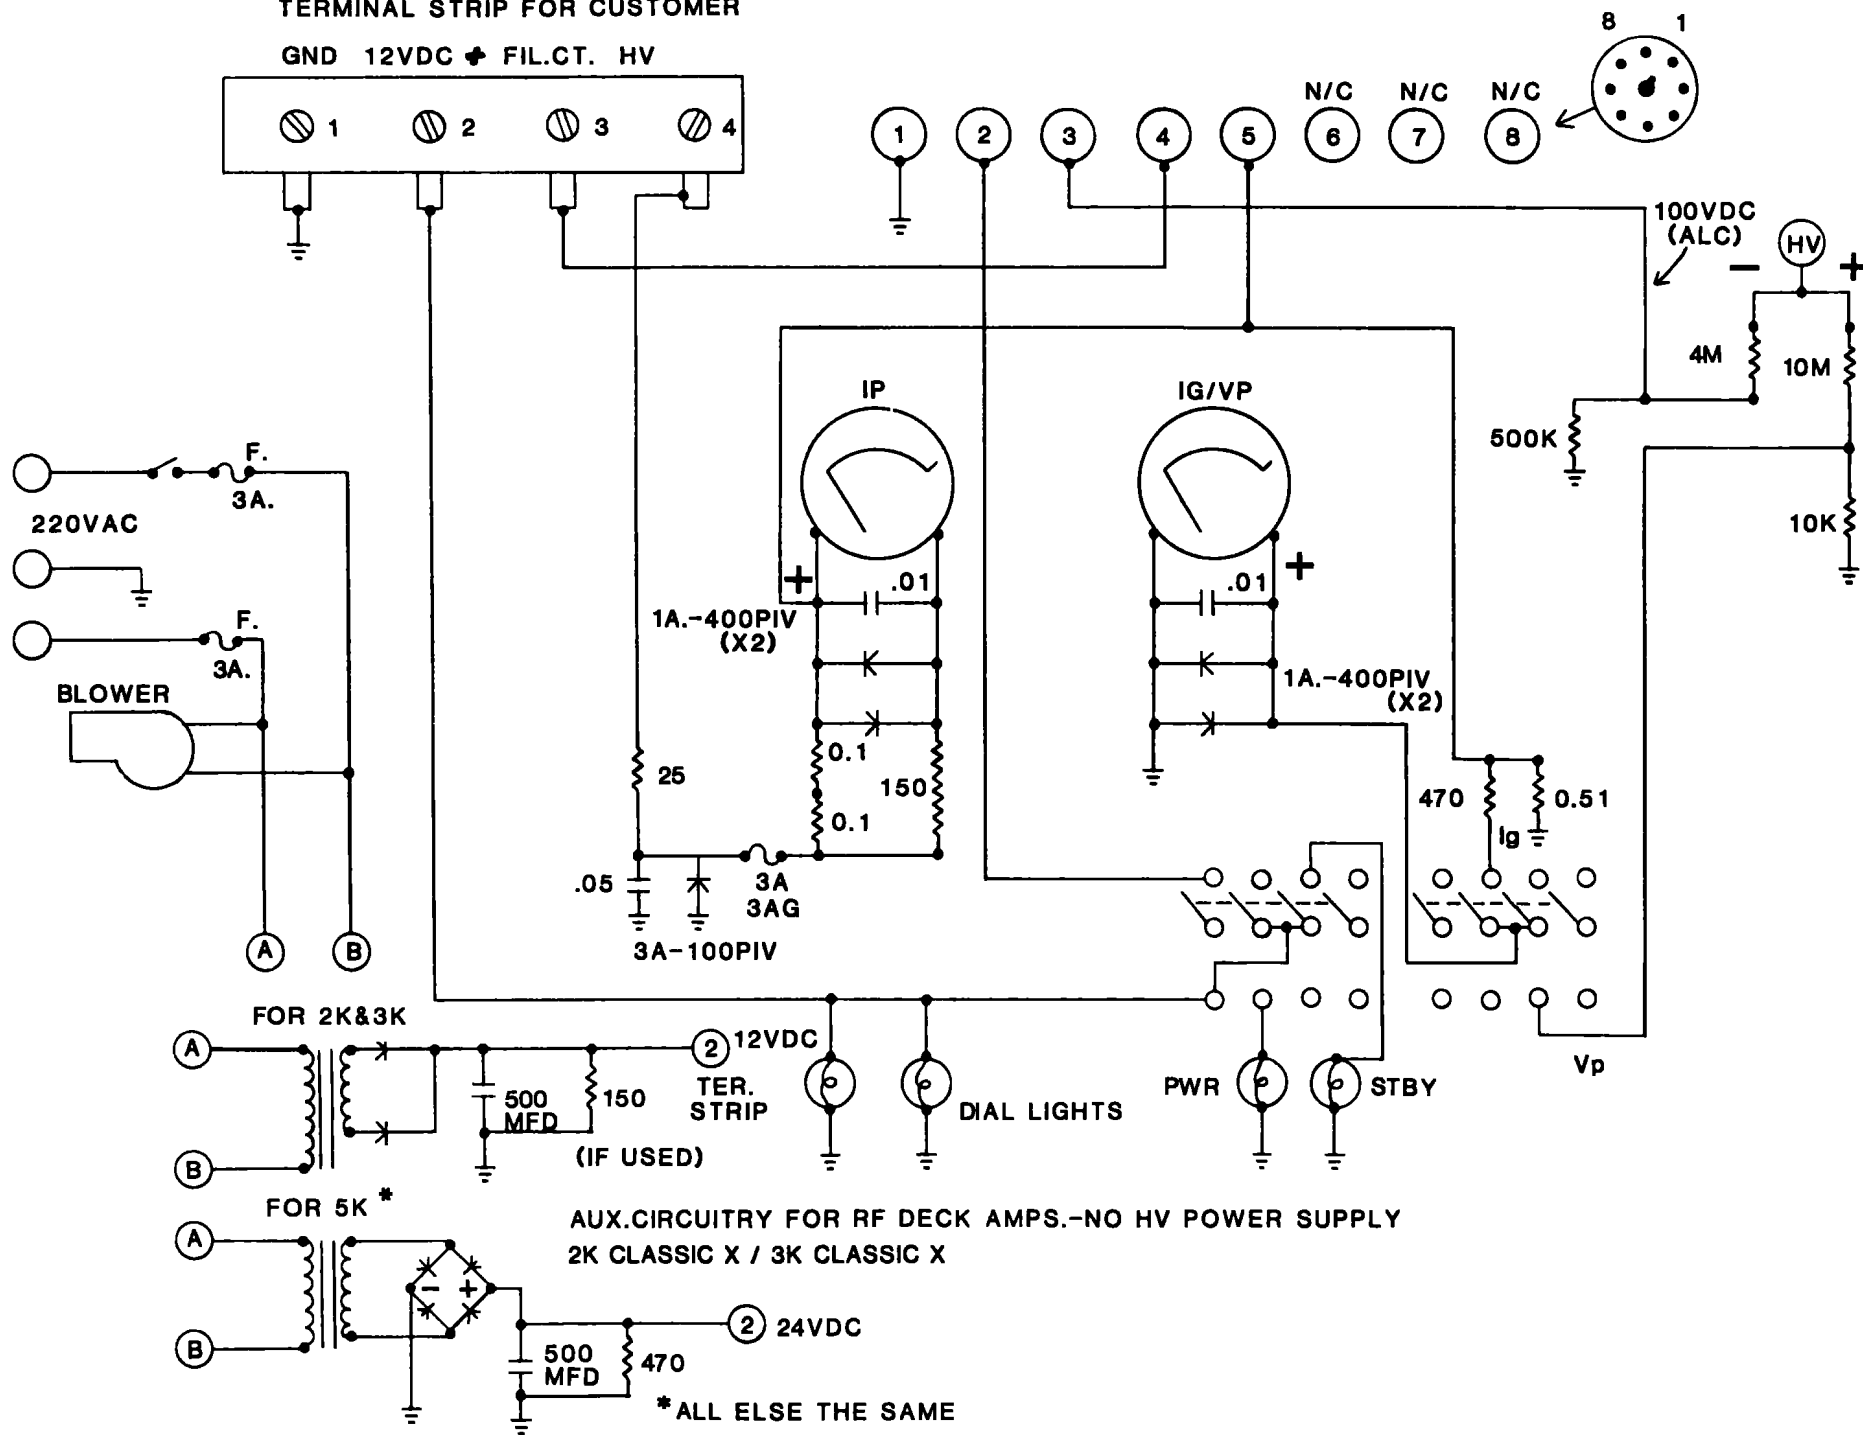 TERMINAL STRIP FOR CUSTOMER
GND 12VDC + FIL.CT. HV
1 2 3 4
8 1
N/C N/C N/C
1 2 3 4 5 6 7 8
100VDC
(ALC)
HV
- +
4M
10M
500K
10K
IP
IG/VP
F.
3A.
220VAC
F.
3A.
BLOWER
+ .01
1A.-400PIV
(X2)
.01 +
1A.-400PIV
(X2)
0.1
150
0.1
25
.05
3A
3AG
3A-100PIV
470
0.51
Ig
A B
FOR 2K&3K
A
B
500
MFD
150
2 12VDC
TER.
STRIP
(IF USED)
DIAL LIGHTS
PWR
STBY
Vp
FOR 5K *
A
B
- +
500
MFD
470
2 24VDC
*ALL ELSE THE SAME
AUX.CIRCUITRY FOR RF DECK AMPS.-NO HV POWER SUPPLY
2K CLASSIC X / 3K CLASSIC X